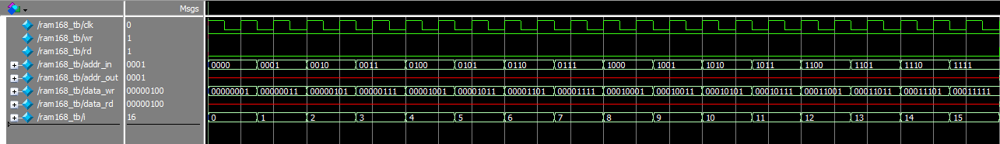 Msgs
/ram168_tb/clk 0
/ram168_tb/wr 1
/ram168_tb/rd 1
/ram168_tb/addr_in 0001 0000 0001 0010 0011 0100 0101 0110 0111 1000 1001 1010 1011 1100 1101 1110 1111
/ram168_tb/addr_out 0001
/ram168_tb/data_wr 00000100 00000001 00000011 00000101 00000111 00001001 00001011 00001101 00001111 00010001 00010011 00010101 00010111 00011001 00011011 00011101 00011111
/ram168_tb/data_rd 00000100
/ram168_tb/i 16 0 1 2 3 4 5 6 7 8 9 10 11 12 13 14 15